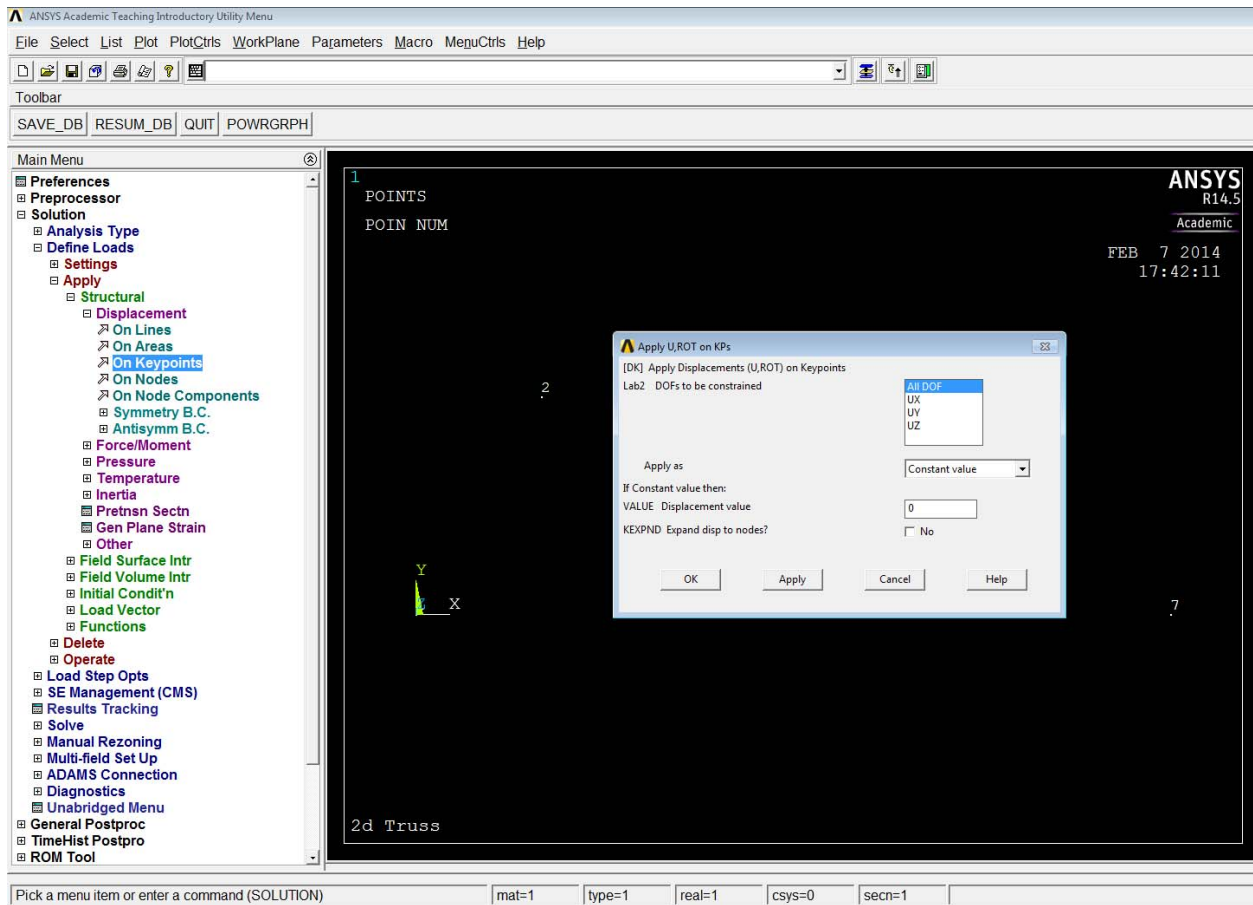 ANSYS Academic Teaching Introductory Utility Menu
File Select List Plot PlotCtrls WorkPlane Parameters Macro MenuCtrls Help
Toolbar
SAVE_DB RESUM_DB QUIT POWRGRPH
Main Menu
Preferences
Preprocessor
Solution
Analysis Type
Define Loads
Settings
Apply
Structural
Displacement
On Lines
On Areas
On Keypoints
On Nodes
On Node Components
Symmetry B.C.
Antisymm B.C.
Force/Moment
Pressure
Temperature
Inertia
Pretnsn Sectn
Gen Plane Strain
Other
Field Surface Intr
Field Volume Intr
Initial Condit'n
Load Vector
Functions
Delete
Operate
Load Step Opts
SE Management (CMS)
Results Tracking
Solve
Manual Rezoning
Multi-field Set Up
ADAMS Connection
Diagnostics
Unabridged Menu
General Postproc
TimeHist Postpro
ROM Tool
1
POINTS
POIN NUM
ANSYS
R14.5
Academic
FEB 7 2014
17:42:11
2
Y
Z X
7
2d Truss
Apply U,ROT on KPs
[DK] Apply Displacements (U,ROT) on Keypoints
Lab2 DOFs to be constrained
All DOF
UX
UY
UZ
Apply as Constant value
If Constant value then:
VALUE Displacement value 0
KEXPND Expand disp to nodes? No
OK Apply Cancel Help
Pick a menu item or enter a command (SOLUTION) mat=1 type=1 real=1 csys=0 secn=1